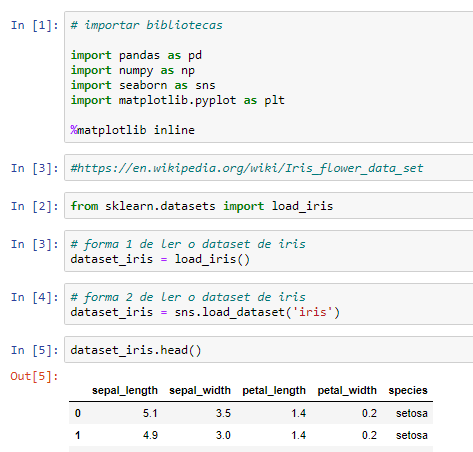 In [1]: # importar bibliotecas
import pandas as pd
import numpy as np
import seaborn as sns
import matplotlib.pyplot as plt
%matplotlib inline
In [3]: #https://en.wikipedia.org/wiki/Iris_flower_data_set
In [2]: from sklearn.datasets import load_iris
In [3]: # forma 1 de ler o dataset de iris
dataset_iris = load_iris()
In [4]: # forma 2 de ler o dataset de iris
dataset_iris = sns.load_dataset('iris')
In [5]: dataset_iris.head()
Out[5]:
sepal_length sepal_width petal_length petal_width species
0 5.1 3.5 1.4 0.2 setosa
1 4.9 3.0 1.4 0.2 setosa